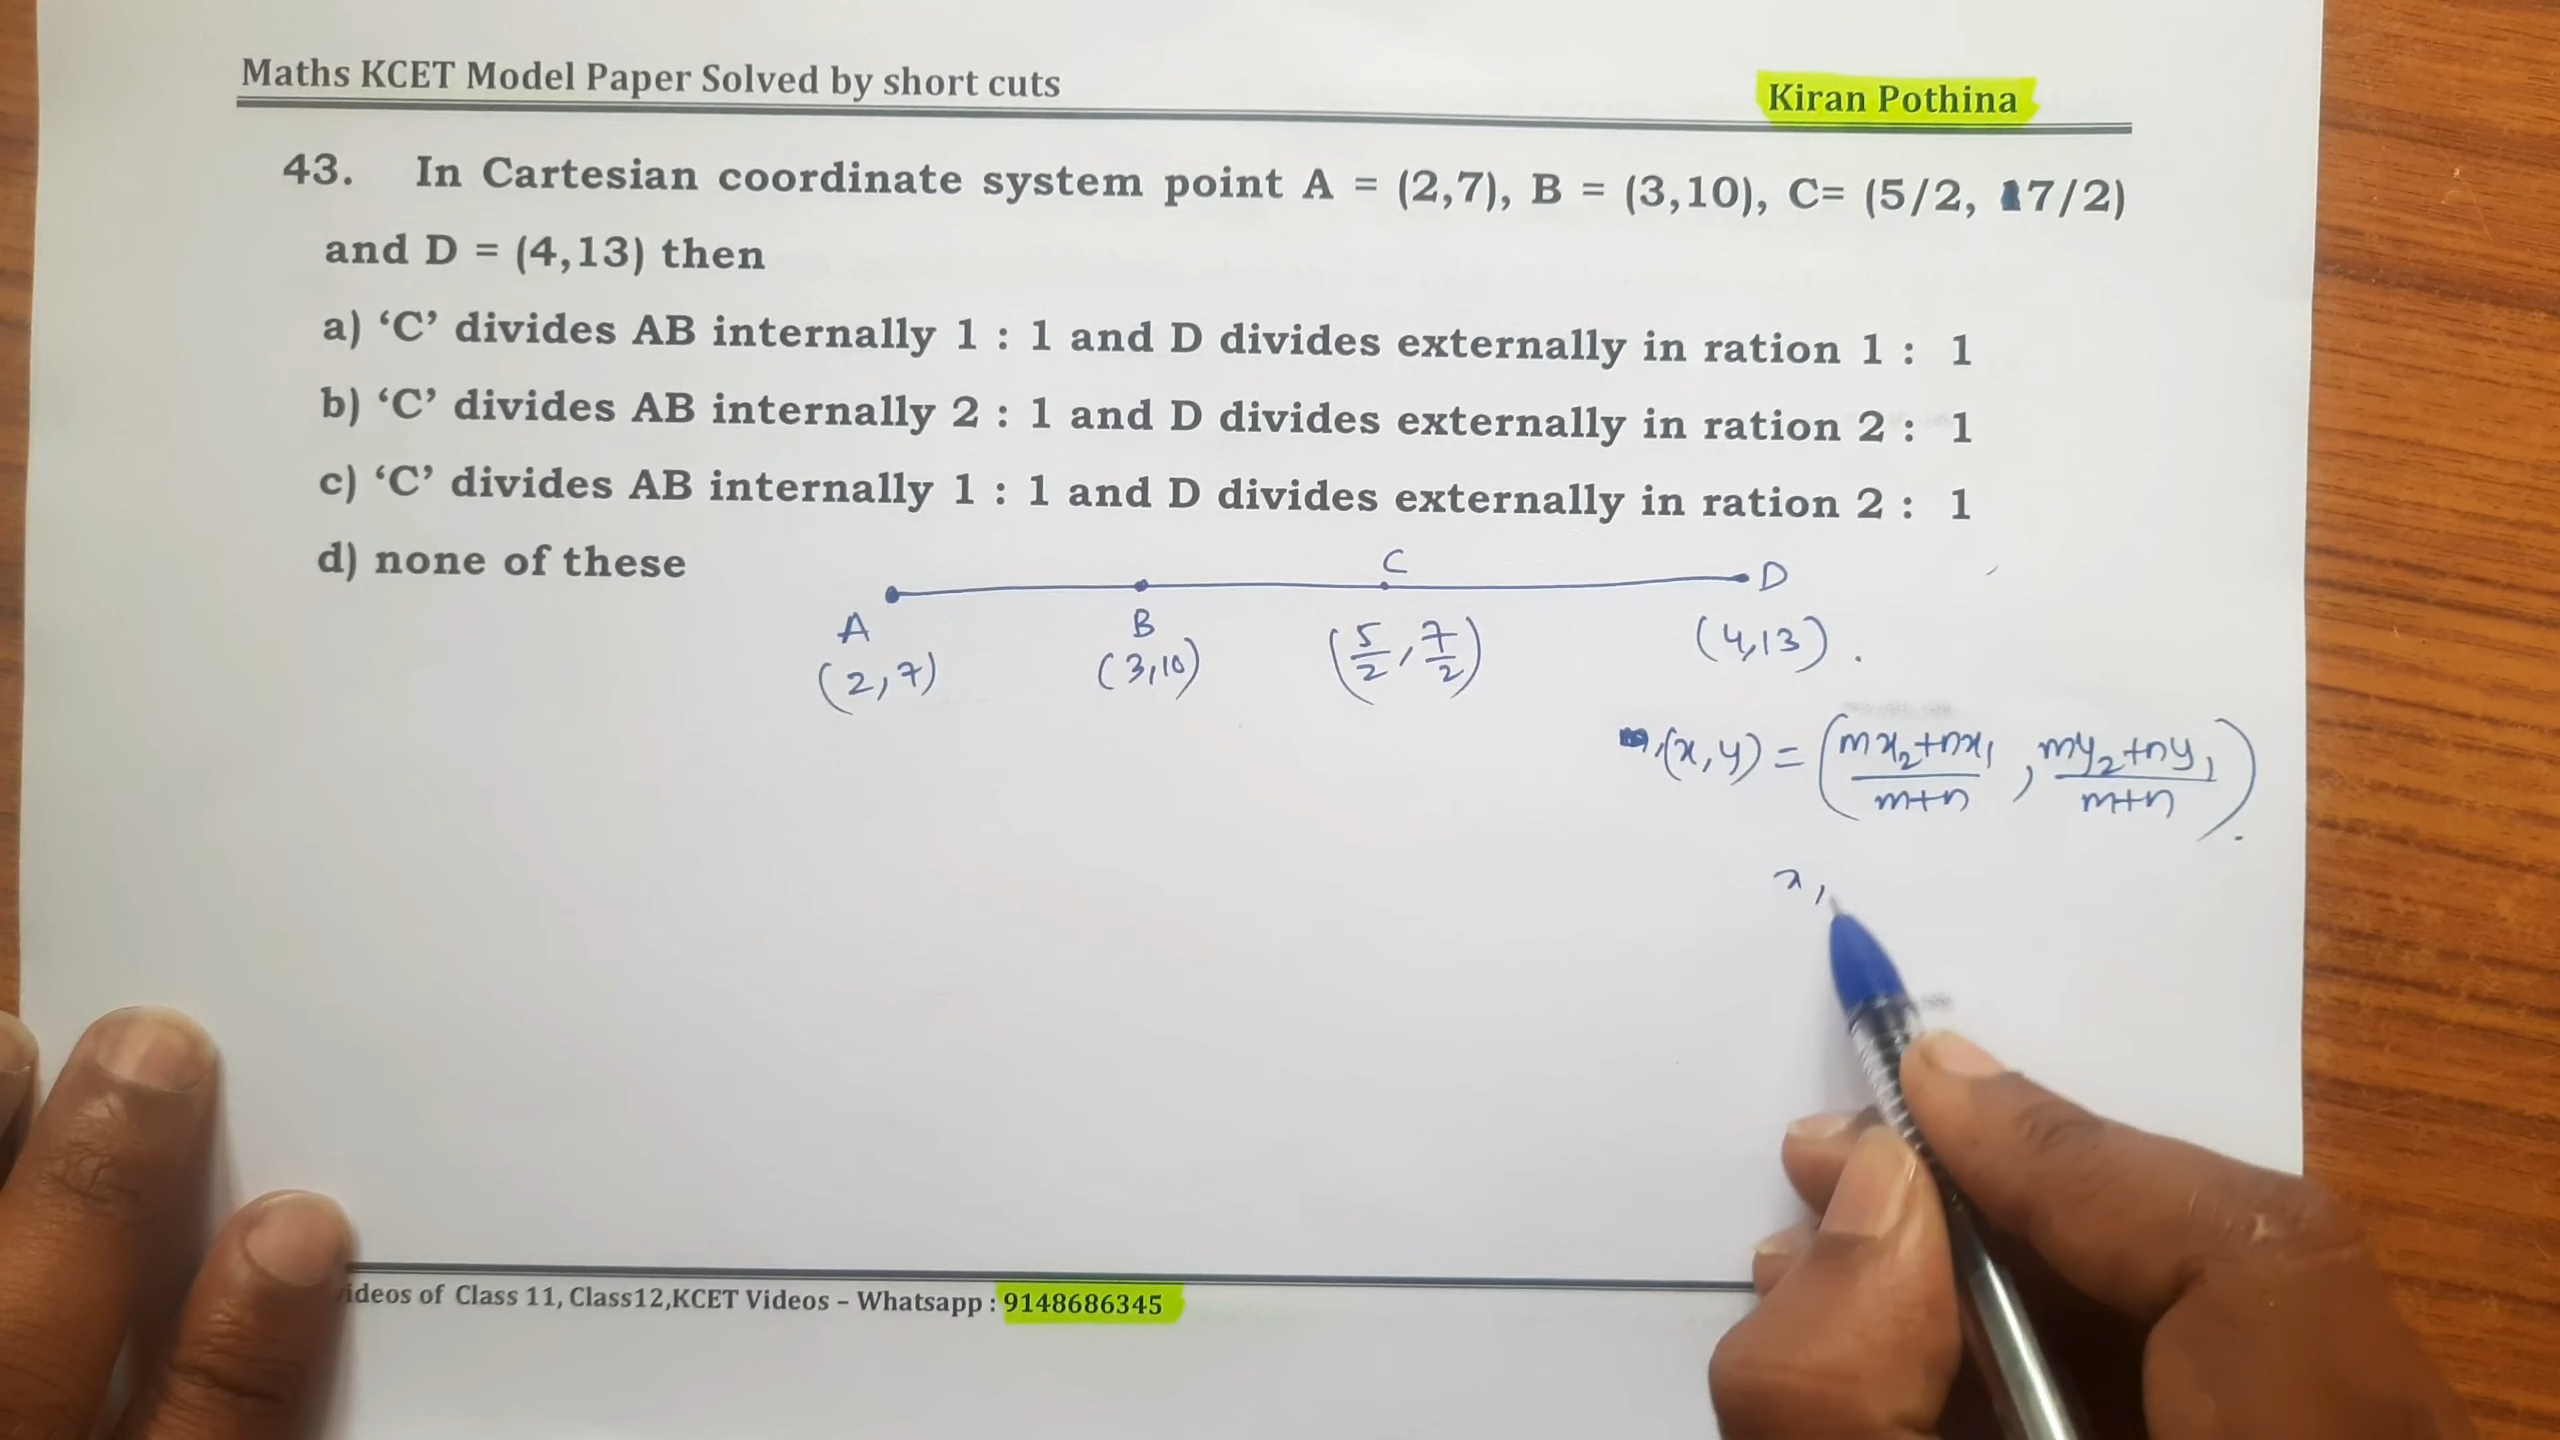 Maths KCET Model Paper Solved by short cuts
Kiran Pothina
43. In Cartesian coordinate system point A = (2,7), B = (3,10), C= (5/2, 17/2)
and D = (4,13) then
a) ‘C’ divides AB internally 1 : 1 and D divides externally in ration 1 : 1
b) ‘C’ divides AB internally 2 : 1 and D divides externally in ration 2 : 1
c) ‘C’ divides AB internally 1 : 1 and D divides externally in ration 2 : 1
d) none of these
C
D
A
B
(2,7)
(3,10)
(5/2, 7/2)
(4,13).
(x,y) = (mx₂+nx₁/m+n, my₂+ny₁/m+n).
x₁
ideos of Class 11, Class12,KCET Videos – Whatsapp : 9148686345